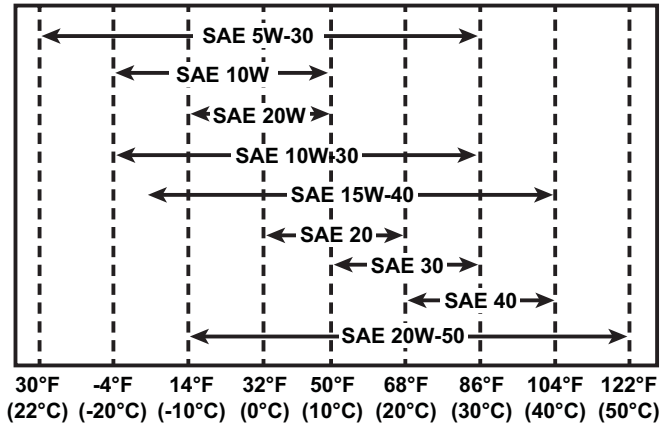 SAE 5W-30
SAE 10W
SAE 20W
SAE 10W-30
SAE 15W-40
SAE 20
SAE 30
SAE 40
SAE 20W-50
30°F -4°F 14°F 32°F 50°F 68°F 86°F 104°F 122°F
(22°C) (-20°C) (-10°C) (0°C) (10°C) (20°C) (30°C) (40°C) (50°C)